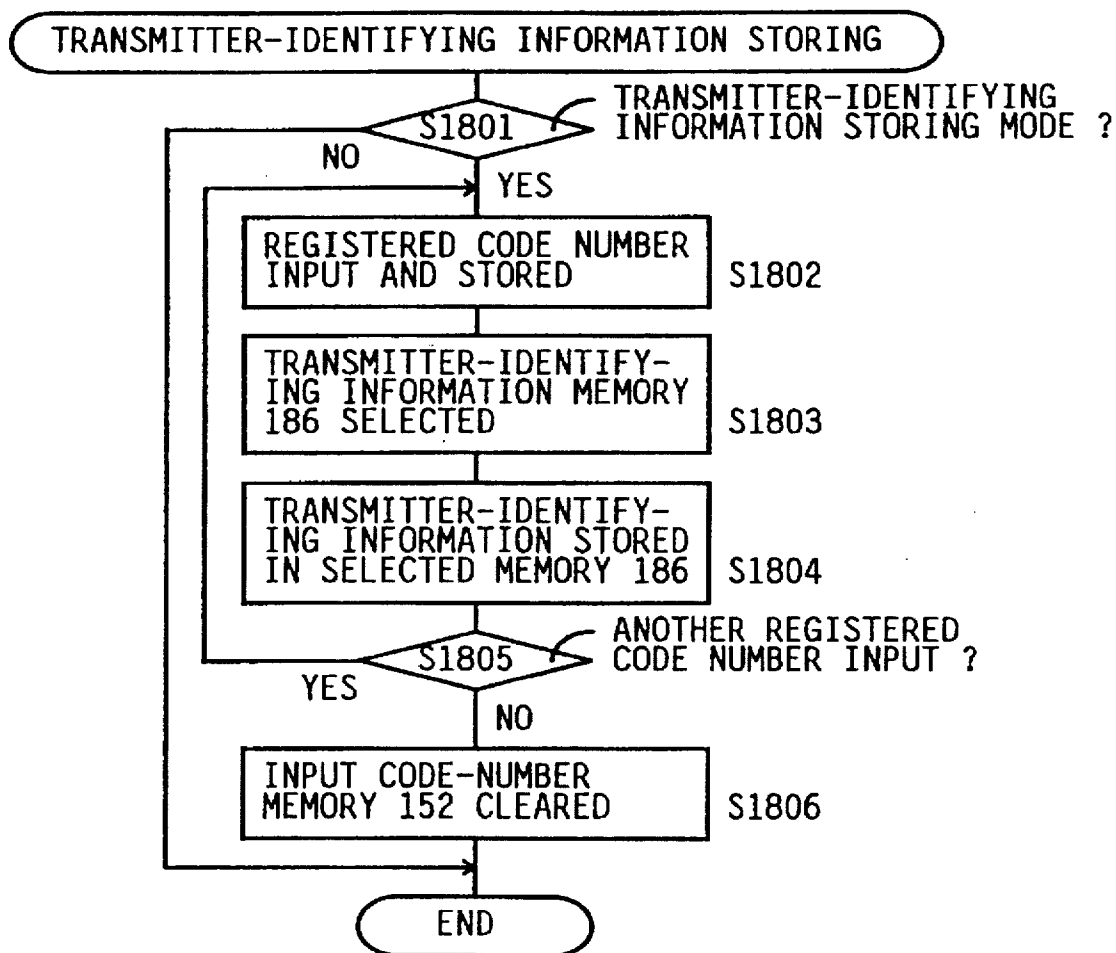 TRANSMITTER-IDENTIFYING INFORMATION STORING
S1801
TRANSMITTER-IDENTIFYING
INFORMATION STORING MODE ?
NO
YES
REGISTERED CODE NUMBER
INPUT AND STORED
S1802
TRANSMITTER-IDENTIFY-
ING INFORMATION MEMORY
186 SELECTED
S1803
TRANSMITTER-IDENTIFY-
ING INFORMATION STORED
IN SELECTED MEMORY 186
S1804
S1805
ANOTHER REGISTERED
CODE NUMBER INPUT ?
YES
NO
INPUT CODE-NUMBER
MEMORY 152 CLEARED
S1806
END